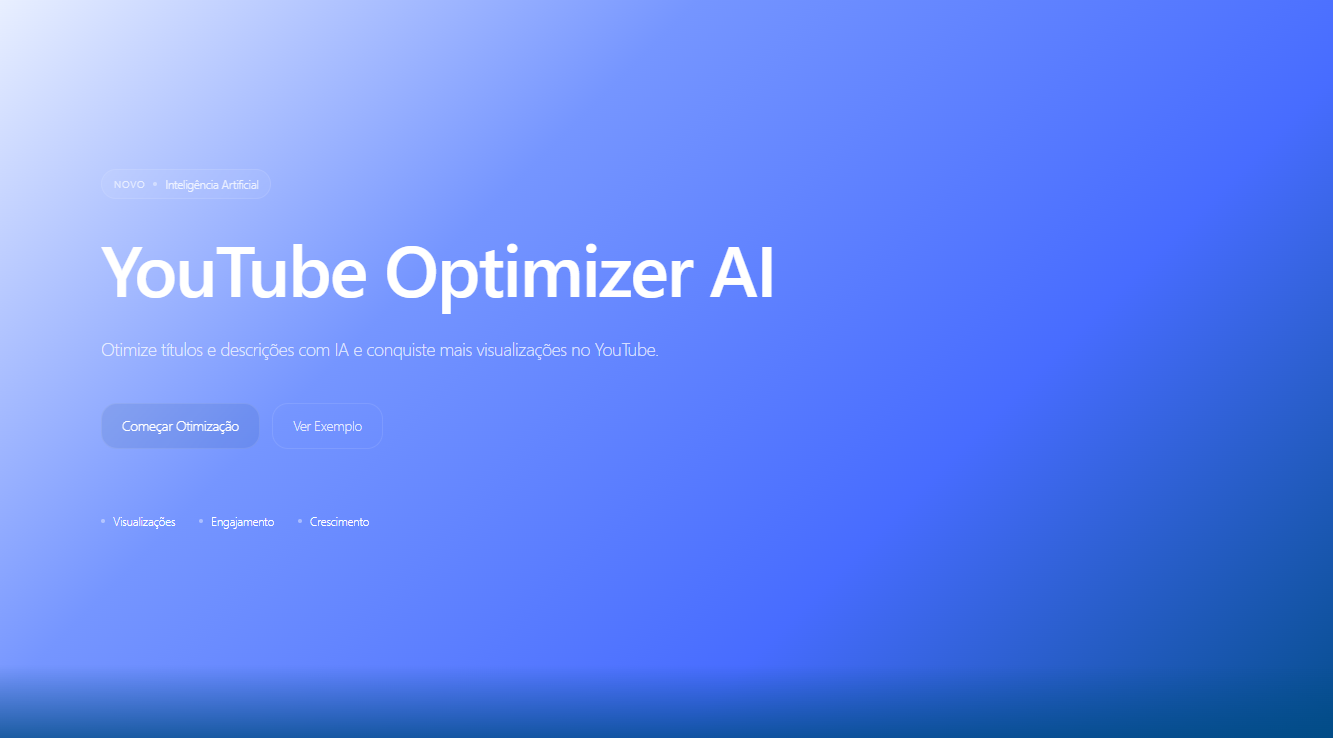 NOVO • Inteligência Artificial
YouTube Optimizer AI
Otimize títulos e descrições com IA e conquiste mais visualizações no YouTube.
Começar Otimização Ver Exemplo
• Visualizações • Engajamento • Crescimento